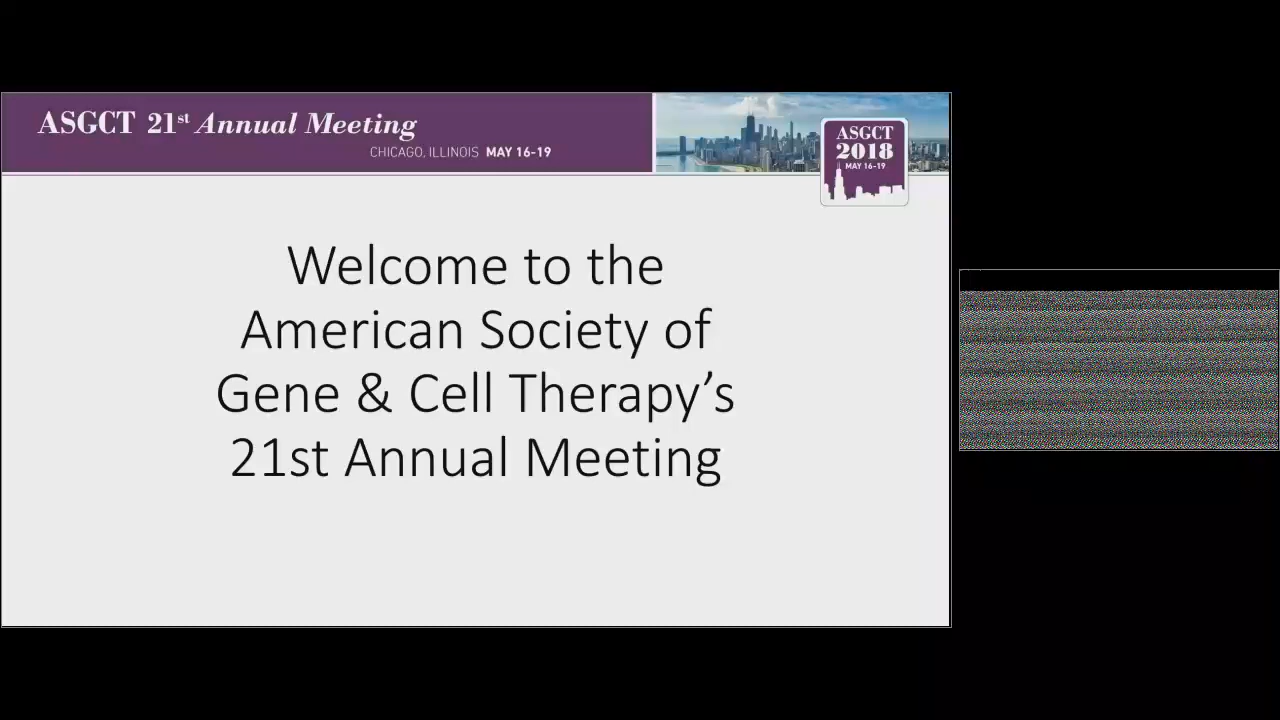 ASGCT 21st Annual Meeting
CHICAGO, ILLINOIS MAY 16-19
ASGCT
2018
MAY 16-19
Welcome to the
American Society of
Gene & Cell Therapy’s
21st Annual Meeting